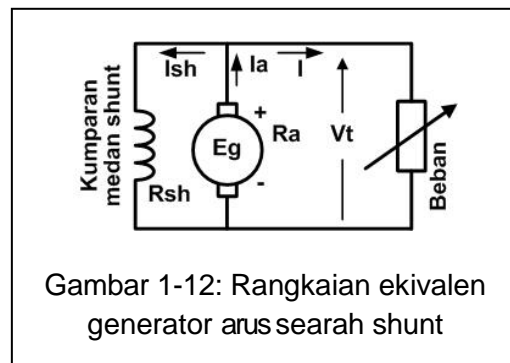 Ish
Ia
I
Kumparan
medan shunt
Rsh
+
Eg
-
Ra
Vt
Beban
Gambar 1-12: Rangkaian ekivalen
generator arus searah shunt